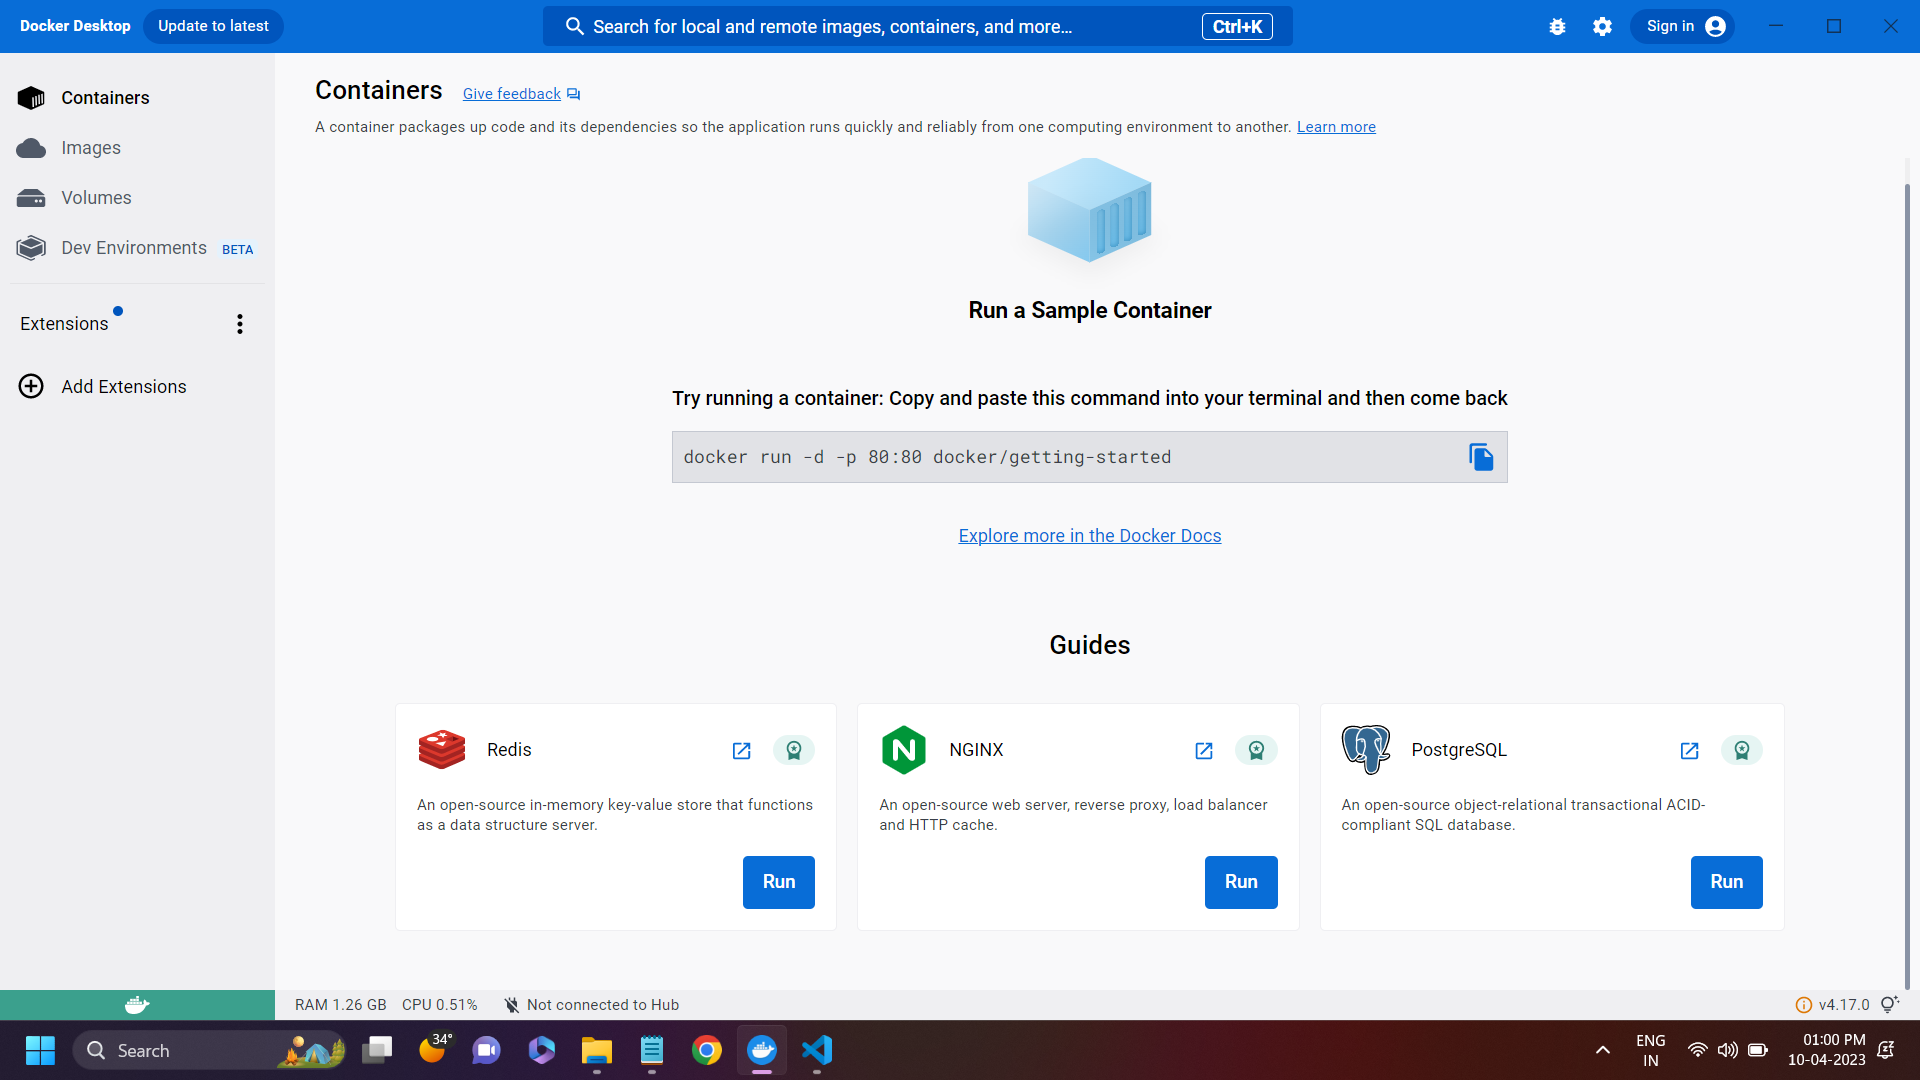 Docker Desktop
Update to latest
Search for local and remote images, containers, and more...
Ctrl+K
Sign in
Containers
Images
Volumes
Dev Environments BETA
Extensions
Add Extensions
Containers
Give feedback
A container packages up code and its dependencies so the application runs quickly and reliably from one computing environment to another. Learn more
Run a Sample Container
Try running a container: Copy and paste this command into your terminal and then come back
docker run -d -p 80:80 docker/getting-started
Explore more in the Docker Docs
Guides
Redis
An open-source in-memory key-value store that functions
as a data structure server.
Run
NGINX
An open-source web server, reverse proxy, load balancer
and HTTP cache.
Run
PostgreSQL
An open-source object-relational transactional ACID-
compliant SQL database.
Run
RAM 1.26 GB CPU 0.51% Not connected to Hub
v4.17.0
Search
34°
ENG
IN
01:00 PM
10-04-2023